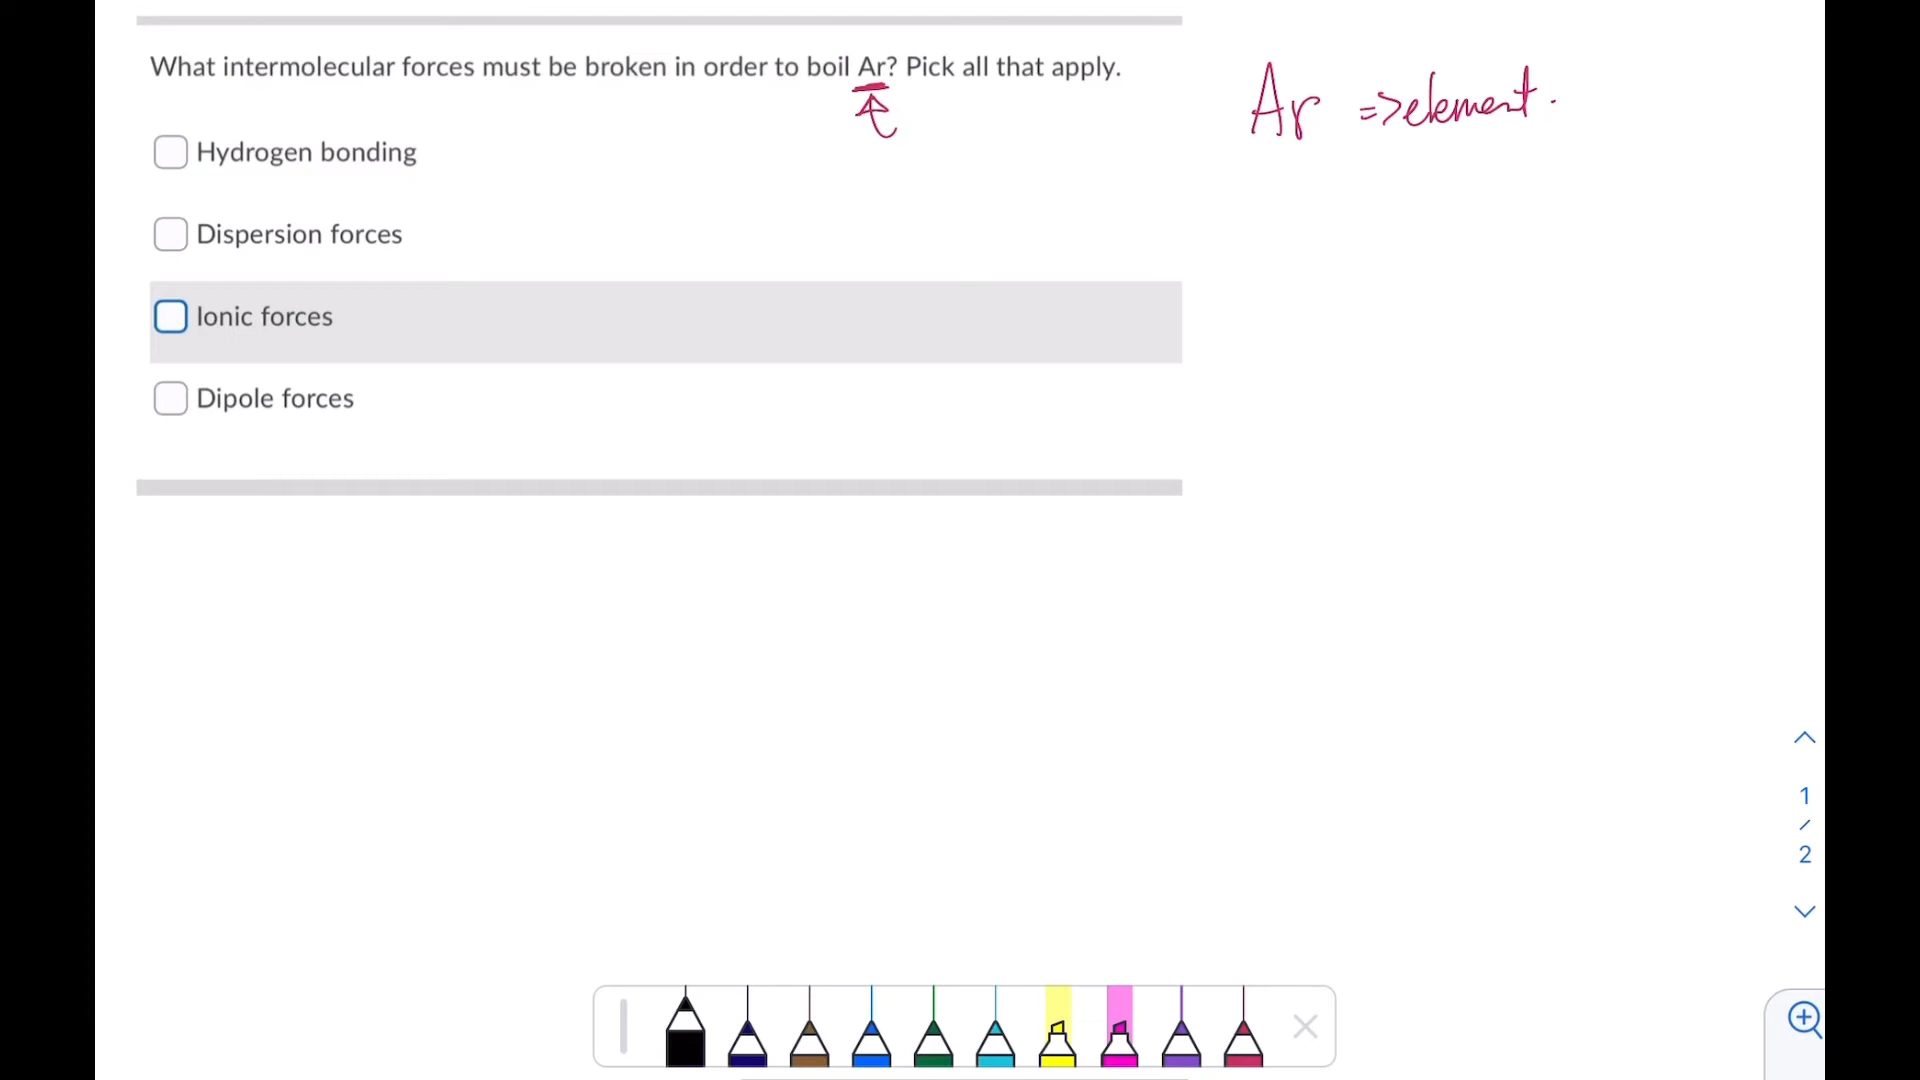 What intermolecular forces must be broken in order to boil Ar? Pick all that apply.
Ar => element.
Hydrogen bonding
Dispersion forces
Ionic forces
Dipole forces
1
/
2